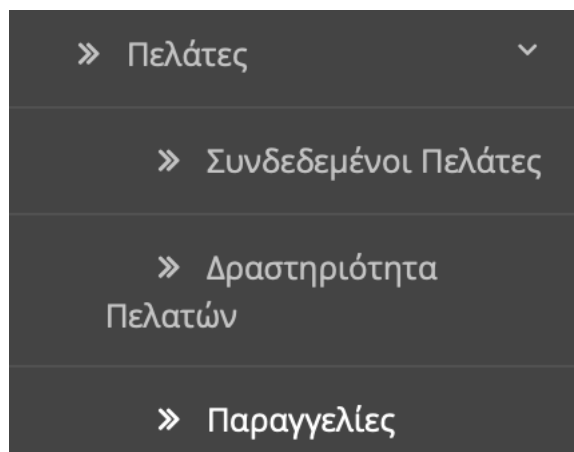 » Πελάτες
» Συνδεδεμένοι Πελάτες
» Δραστηριότητα
Πελατών
» Παραγγελίες